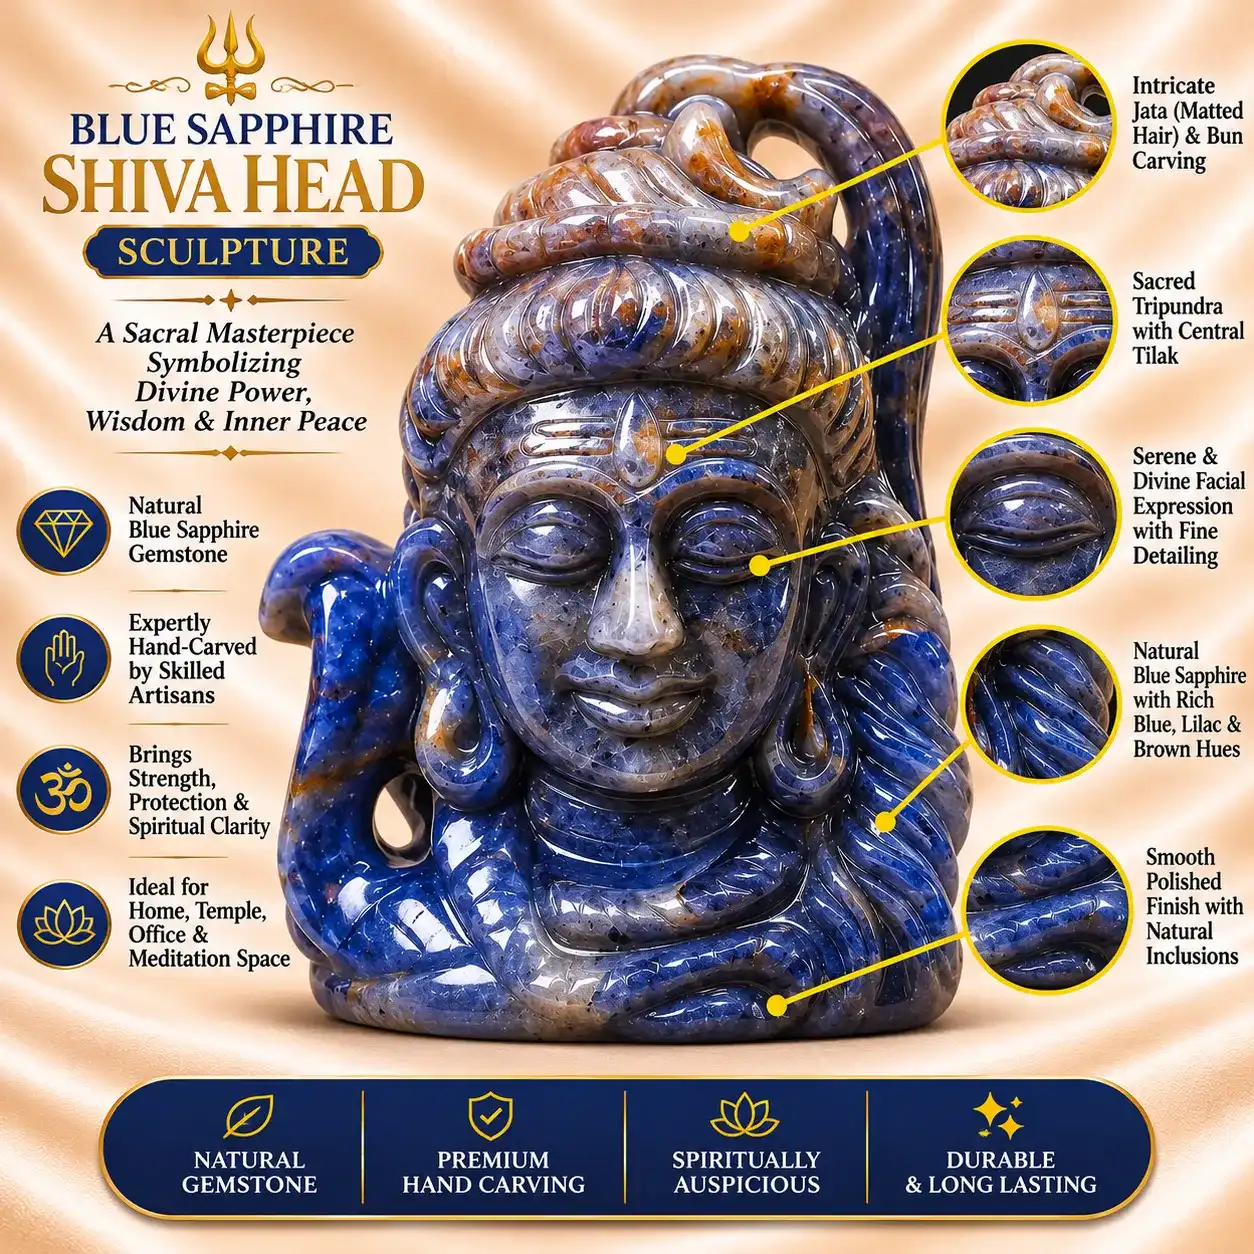 BLUE SAPPHIRE
SHIVA HEAD
SCULPTURE
A Sacral Masterpiece
Symbolizing
Divine Power,
Wisdom & Inner Peace
Natural
Blue Sapphire
Gemstone
Expertly
Hand-Carved
by Skilled
Artisans
Brings
Strength,
Protection &
Spiritual Clarity
Ideal for
Home, Temple,
Office &
Meditation Space
Intricate
Jata (Matted
Hair) & Bun
Carving
Sacred
Tripundra
with Central
Tilak
Serene &
Divine Facial
Expression
with Fine
Detailing
Natural
Blue Sapphire
with Rich
Blue, Lilac &
Brown Hues
Smooth
Polished
Finish with
Natural
Inclusions
NATURAL
GEMSTONE
PREMIUM
HAND CARVING
SPIRITUALLY
AUSPICIOUS
DURABLE
& LONG LASTING
ॐ